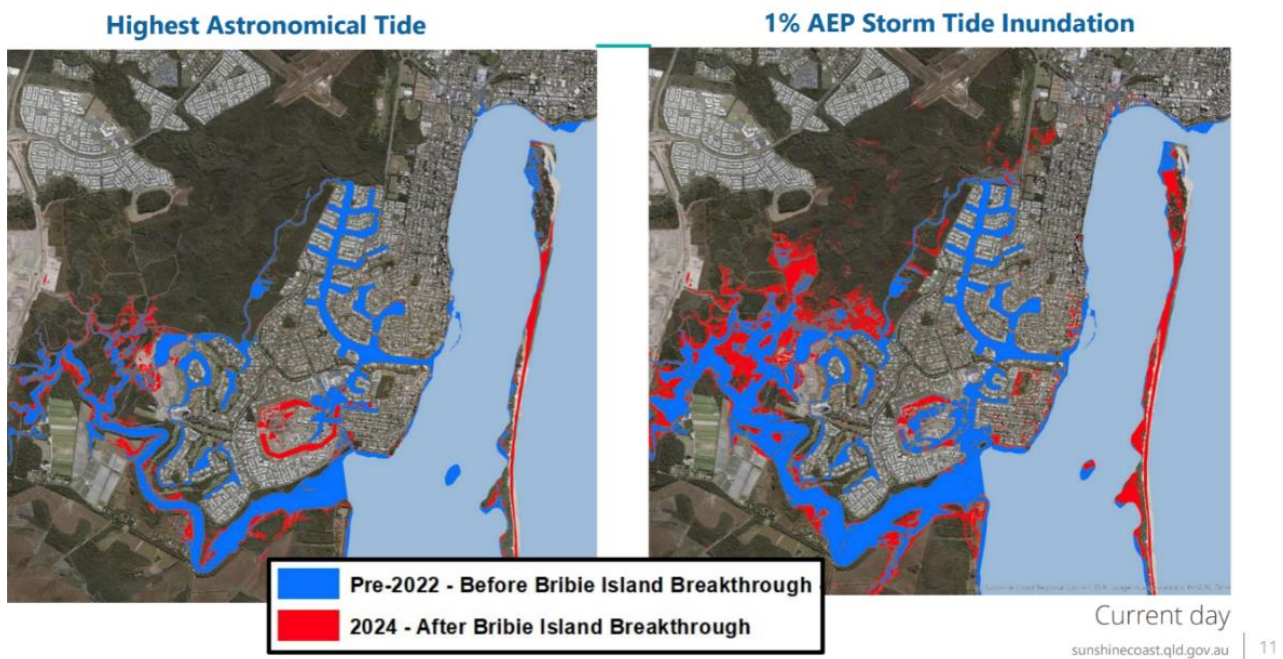 Highest Astronomical Tide
1% AEP Storm Tide Inundation
Pre-2022 - Before Bribie Island Breakthrough
2024 - After Bribie Island Breakthrough
Current day
sunshinecoast.qld.gov.au
11